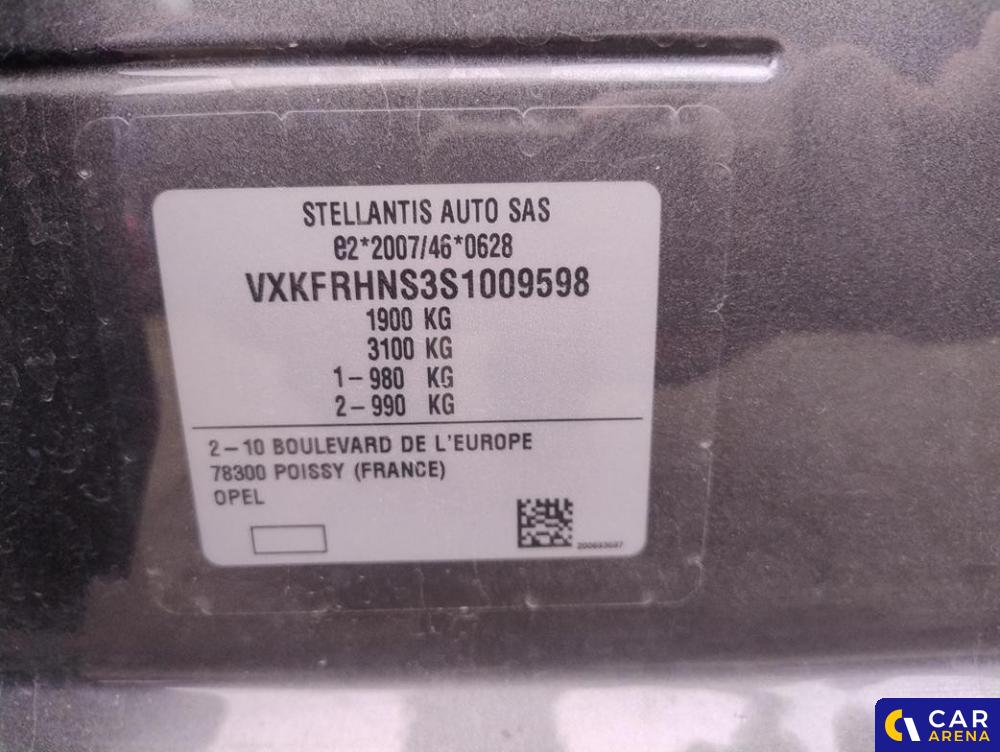 STELLANTIS AUTO SAS
e2*2007/46*0628
VXKFRHNS3S1009598
1900 KG
3100 KG
1-980 KG
2-990 KG
2-10 BOULEVARD DE L'EUROPE
78300 POISSY (FRANCE)
OPEL
CAR
ARENA